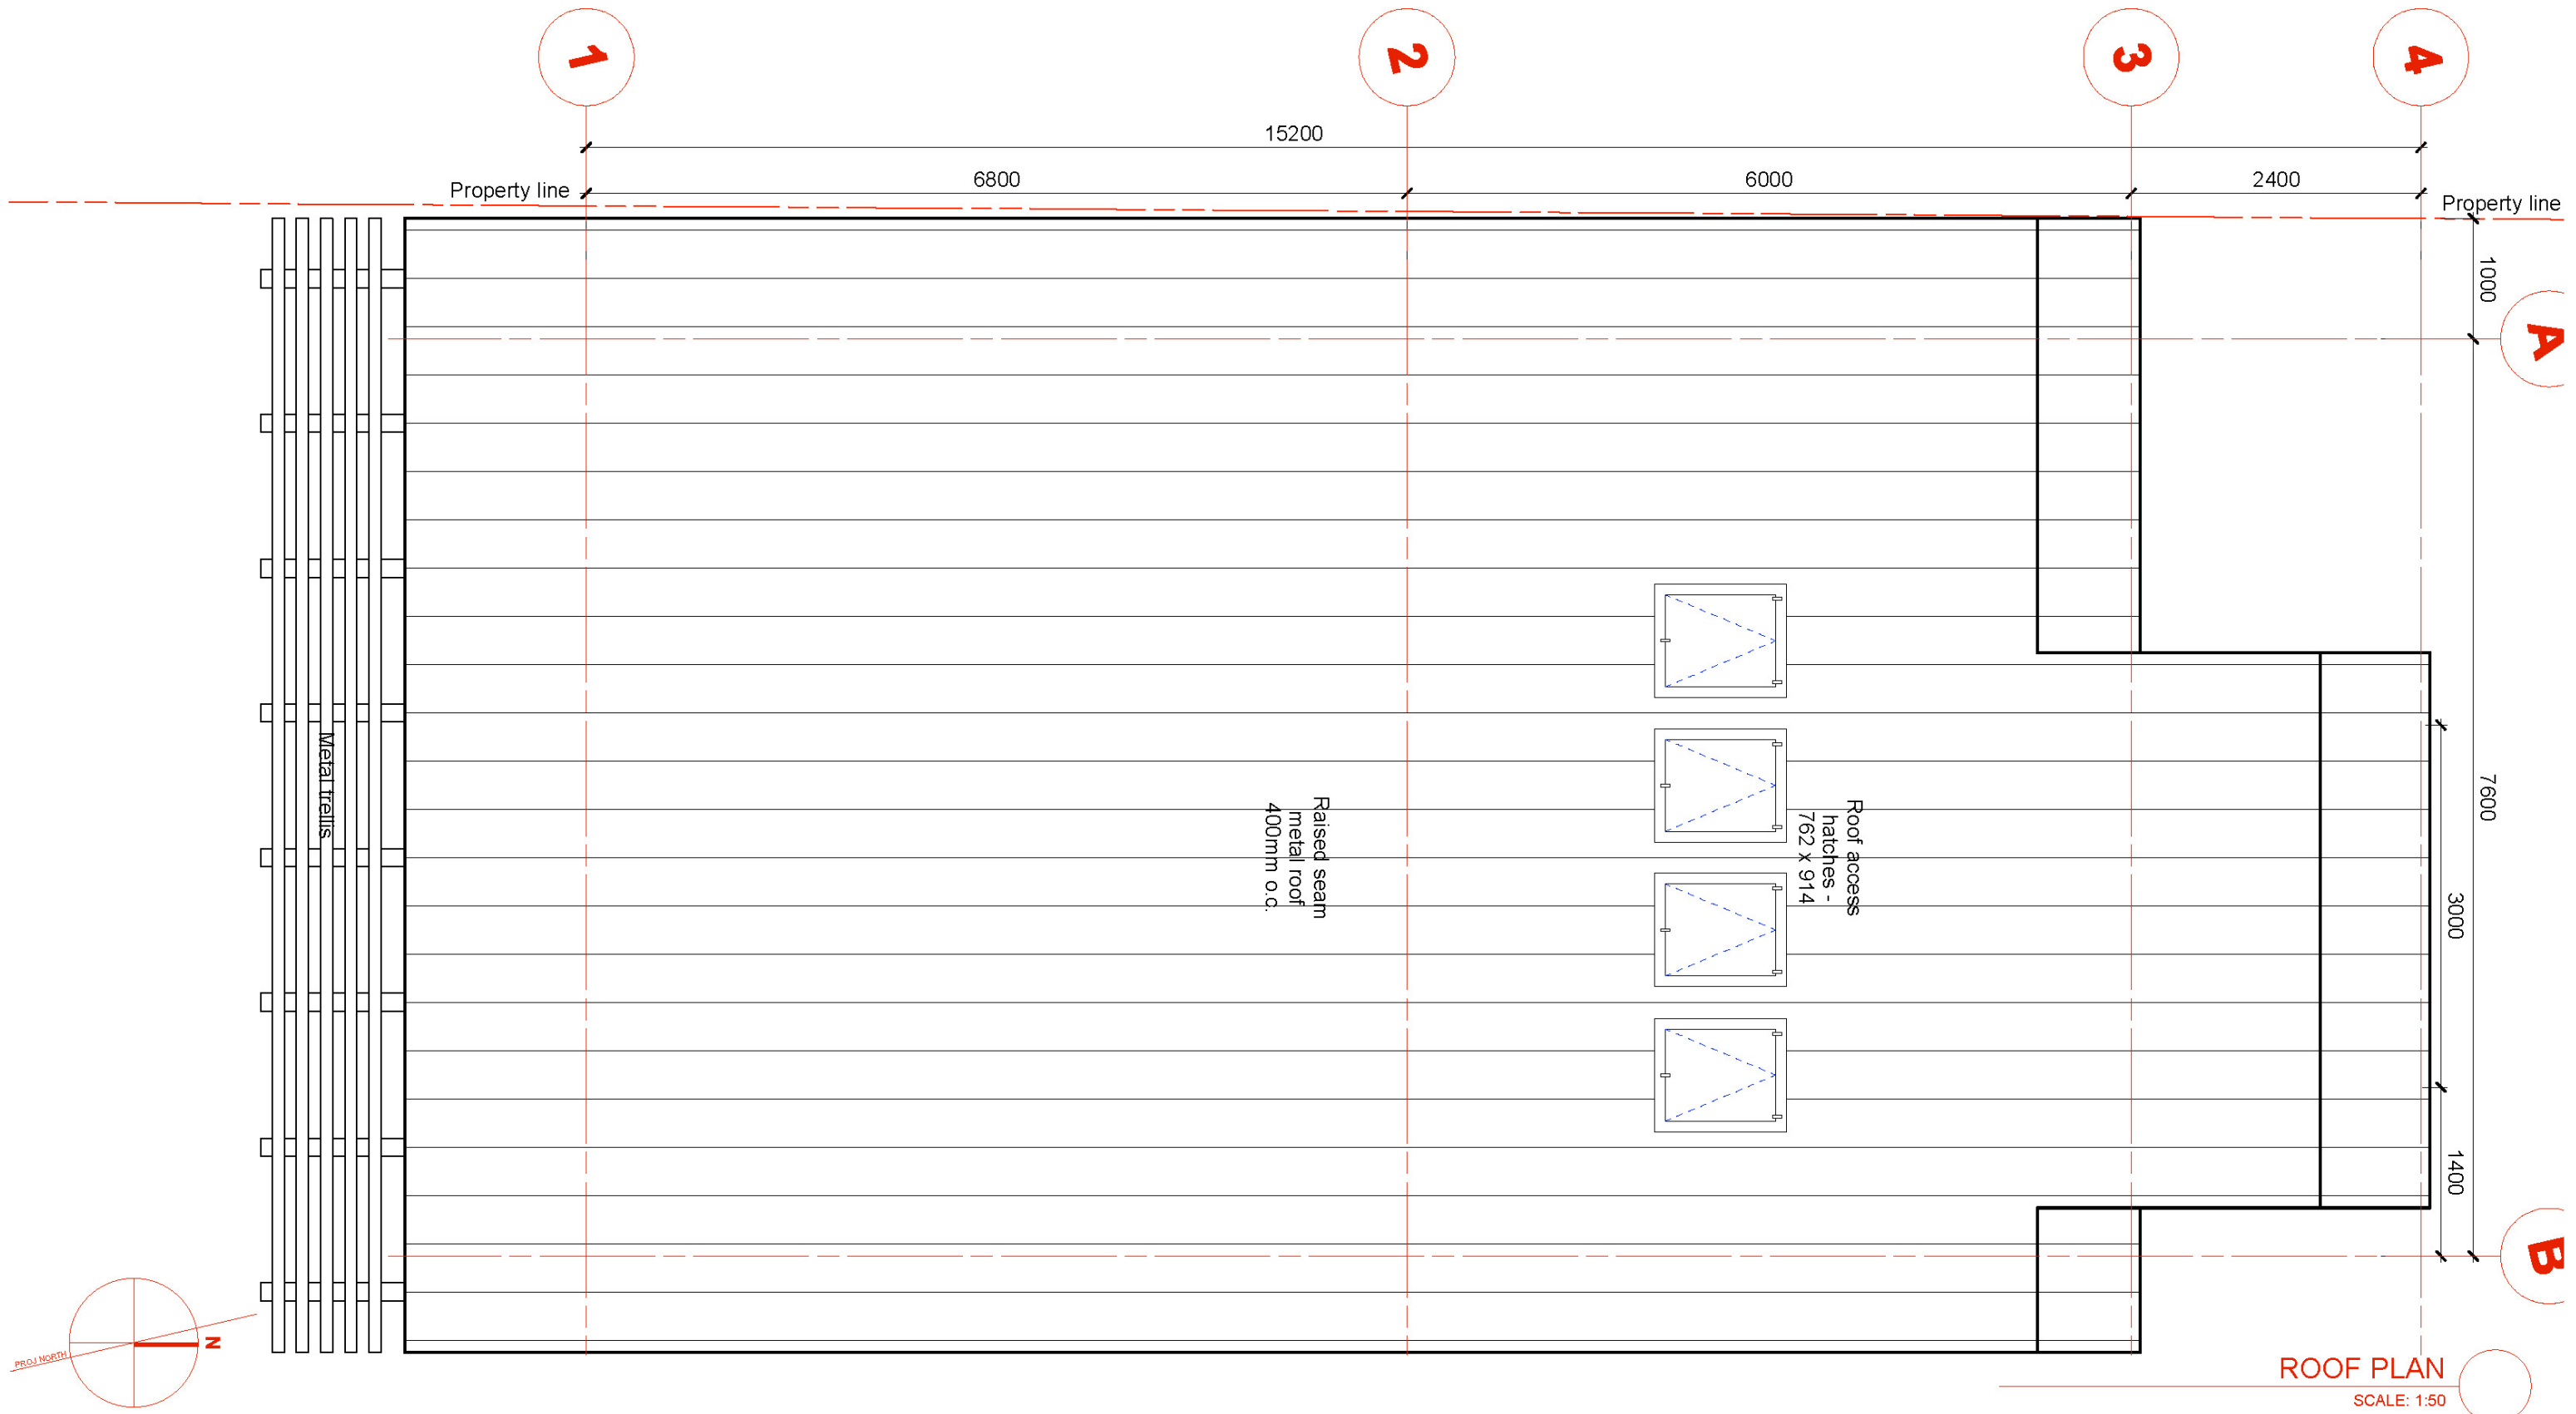 1
2
3
4
15200
6800
6000
2400
Property line
Property line
1000
A
7600
3000
1400
B
Metal trellis
Raised seam
metal roof
400mm o.c.
Roof access
hatches -
762 x 914
N
PROJ NORTH
ROOF PLAN
SCALE: 1:50